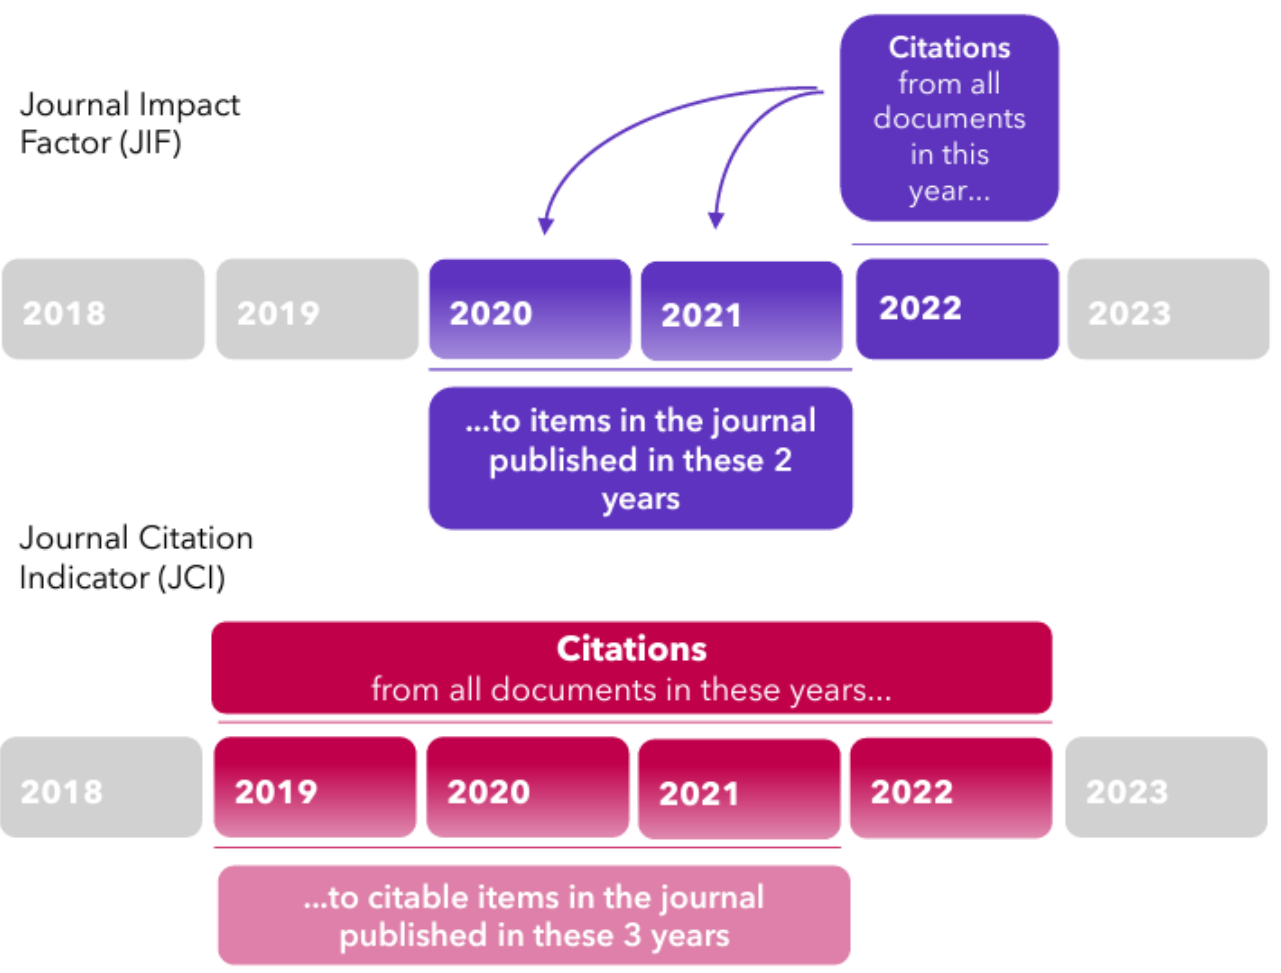 Citations
from all
documents
in this
year...
Journal Impact
Factor (JIF)
2018
2019
2020
2021
2022
2023
...to items in the journal
published in these 2
years
Journal Citation
Indicator (JCI)
Citations
from all documents in these years...
2018
2019
2020
2021
2022
2023
...to citable items in the journal
published in these 3 years